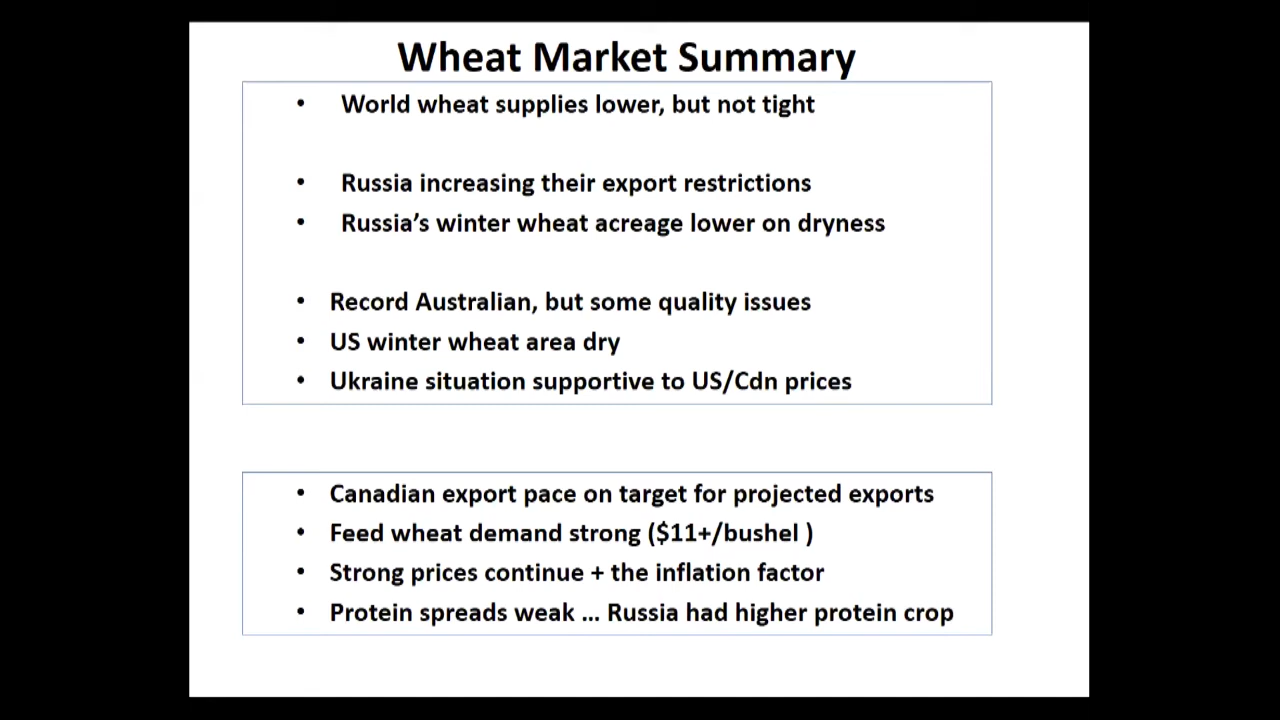 Wheat Market Summary
• World wheat supplies lower, but not tight
• Russia increasing their export restrictions
• Russia’s winter wheat acreage lower on dryness
• Record Australian, but some quality issues
• US winter wheat area dry
• Ukraine situation supportive to US/Cdn prices
• Canadian export pace on target for projected exports
• Feed wheat demand strong ($11+/bushel )
• Strong prices continue + the inflation factor
• Protein spreads weak ... Russia had higher protein crop